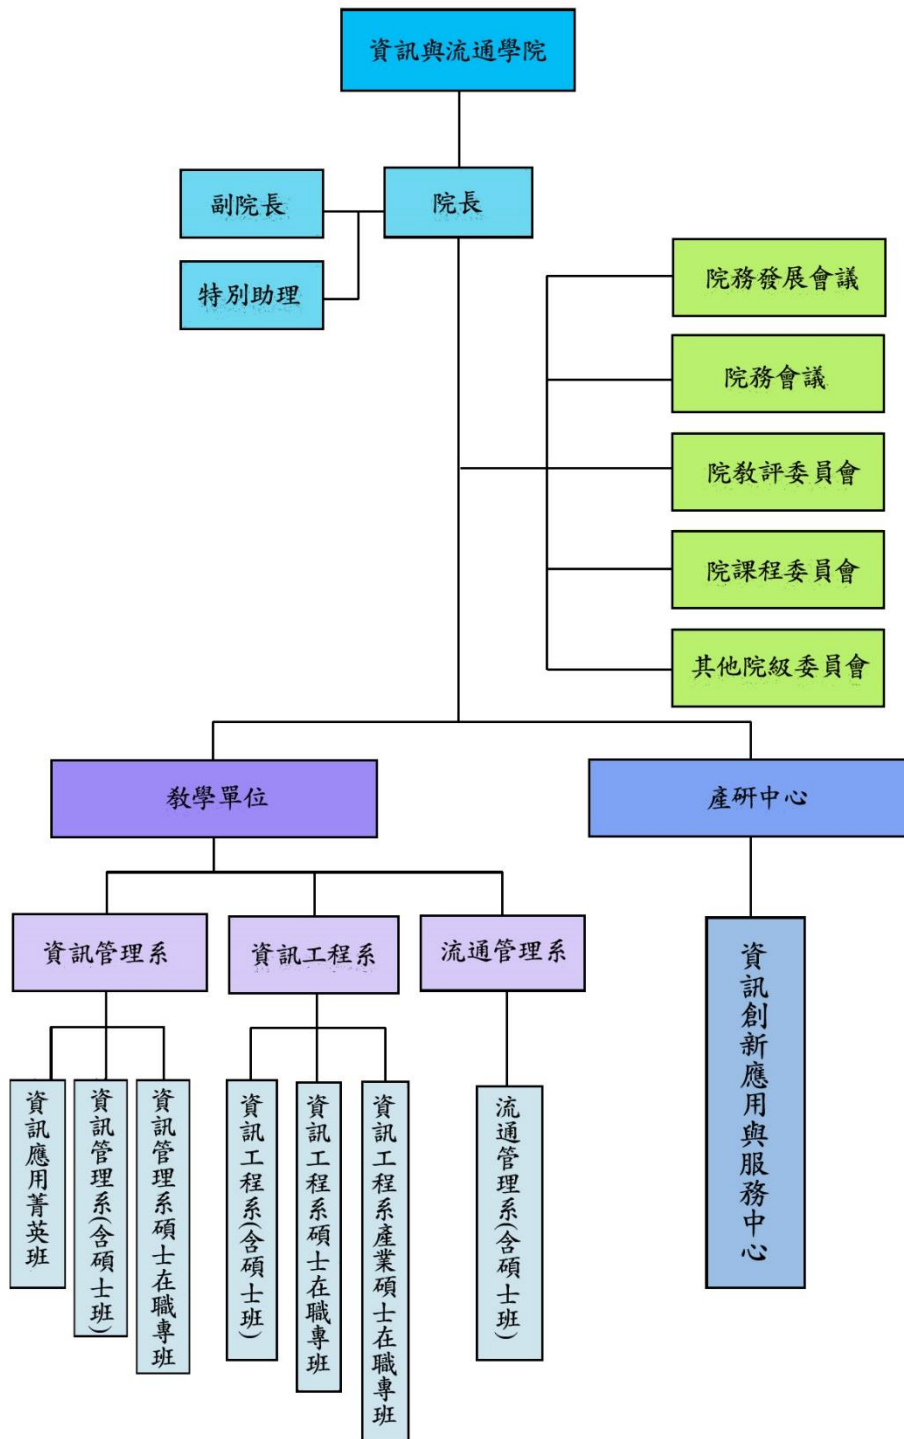 資訊與流通學院
院長
副院長
特別助理
院務發展會議
院務會議
院教評委員會
院課程委員會
其他院級委員會
教學單位
產研中心
資訊管理系
資訊工程系
流通管理系
資訊應用菁英班
資訊管理系(含碩士班)
資訊管理系碩士在職專班
資訊工程系(含碩士班)
資訊工程系碩士在職專班
資訊工程系產業碩士在職專班
流通管理系(含碩士班)
資訊創新應用與服務中心